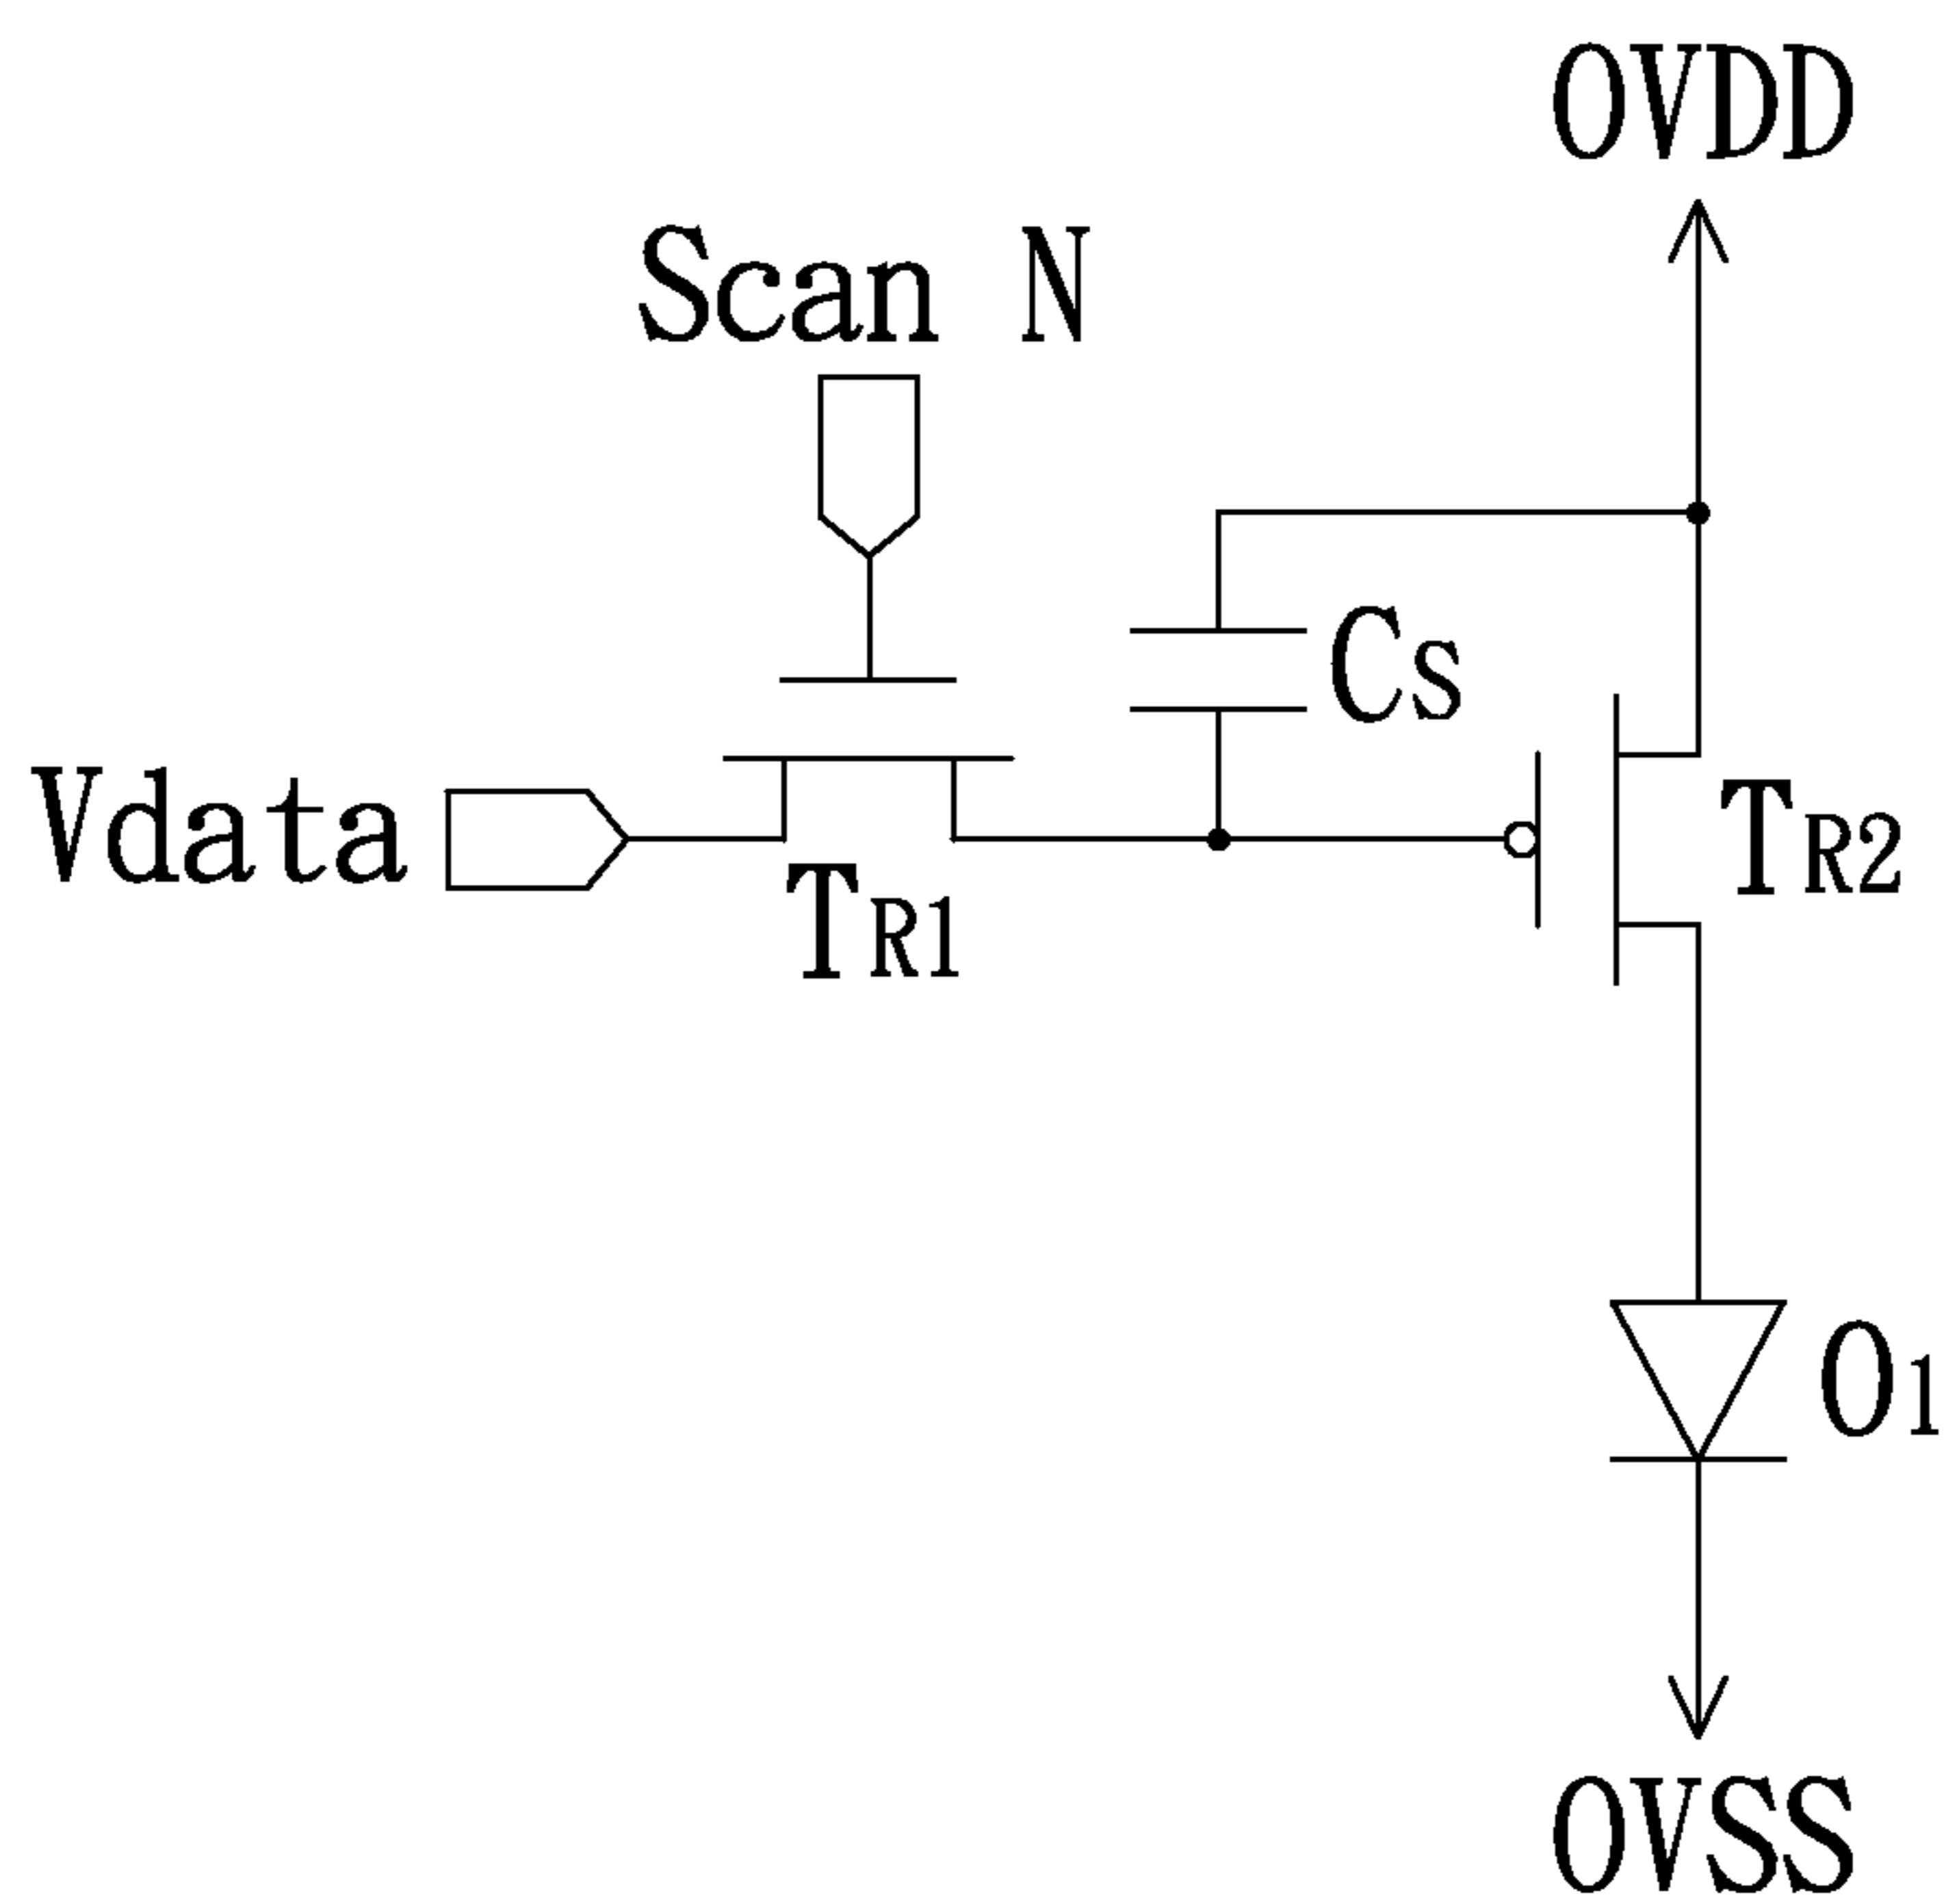 OVDD
Scan N
Cs
Vdata
TR1
TR2
O1
OVSS